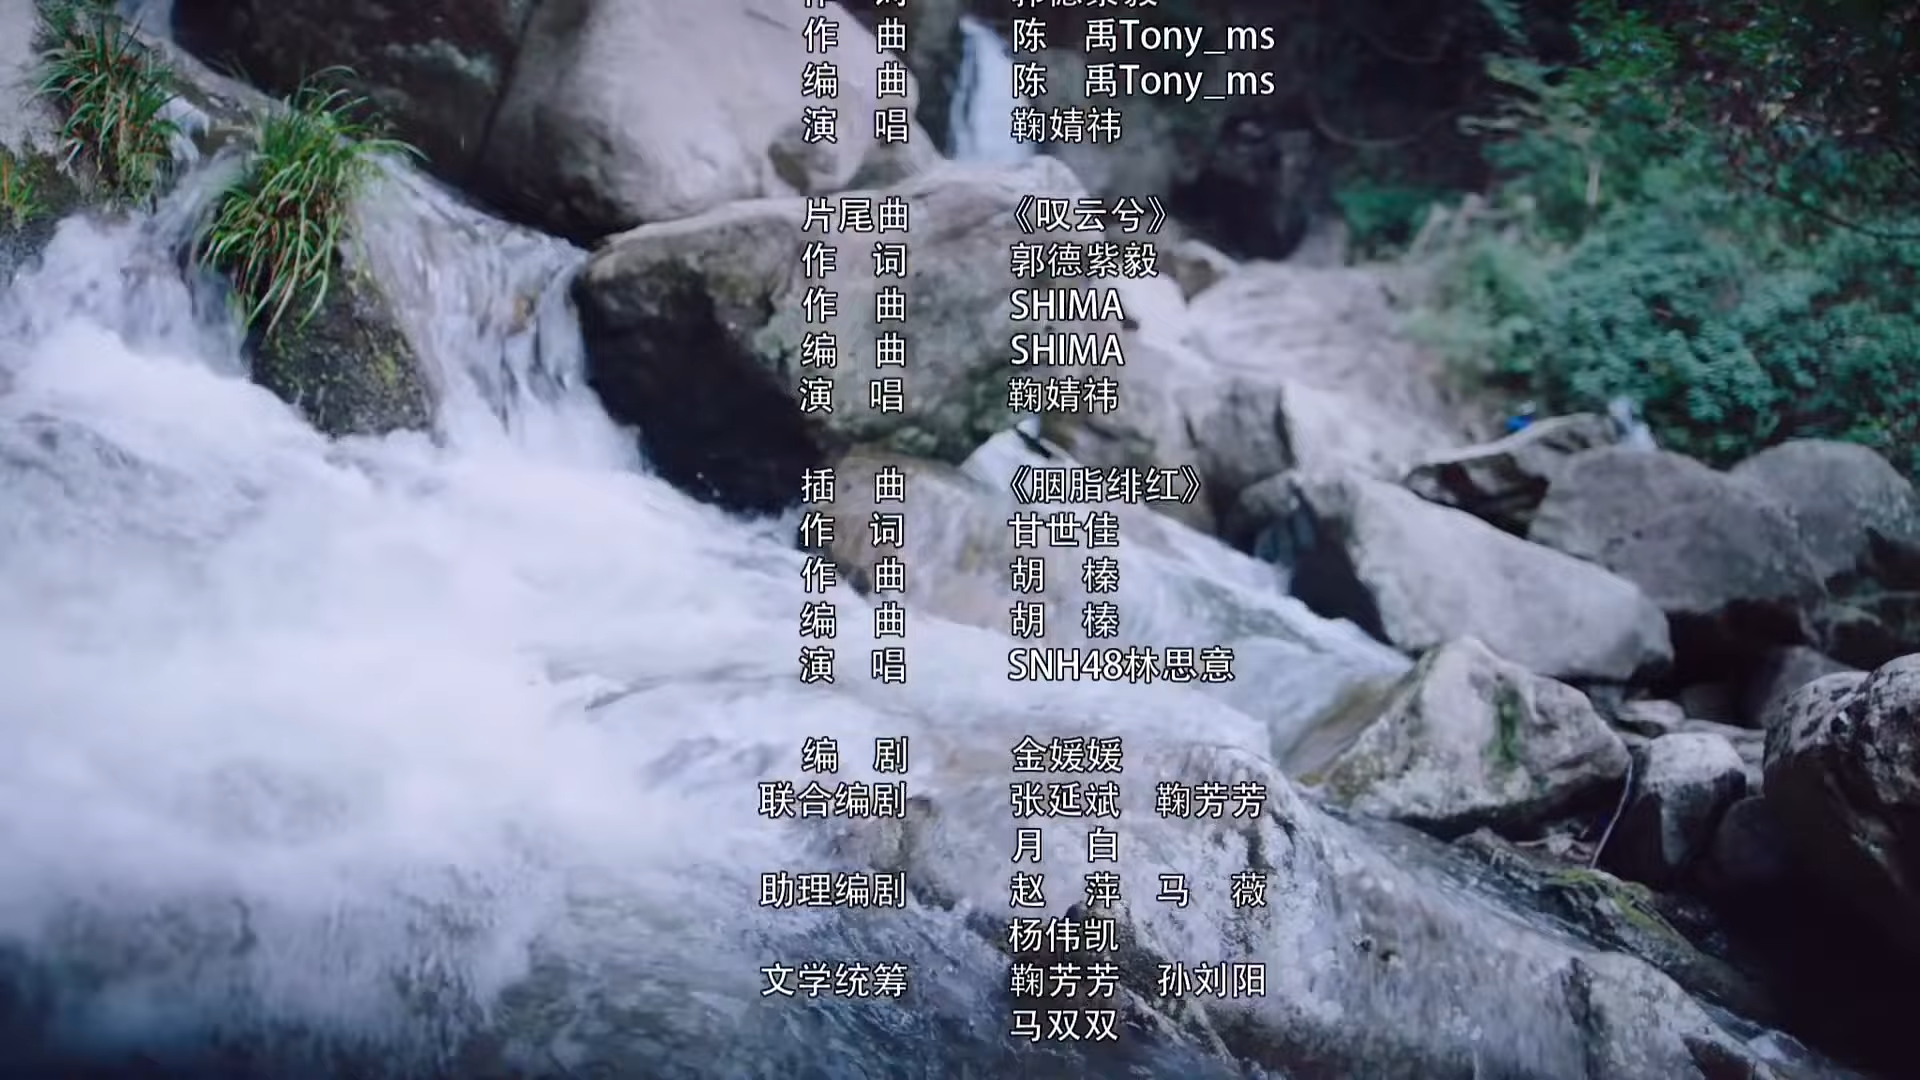 作 词 郭德紫毅
作 曲 陈 禹Tony_ms
编 曲 陈 禹Tony_ms
演 唱 鞠婧祎
片尾曲 《叹云兮》
作 词 郭德紫毅
作 曲 SHIMA
编 曲 SHIMA
演 唱 鞠婧祎
插 曲 《胭脂绯红》
作 词 甘世佳
作 曲 胡 榛
编 曲 胡 榛
演 唱 SNH48林思意
编 剧 金媛媛
联合编剧 张延斌 鞠芳芳
月 白
助理编剧 赵 萍 马 薇
杨伟凯
文学统筹 鞠芳芳 孙刘阳
马双双